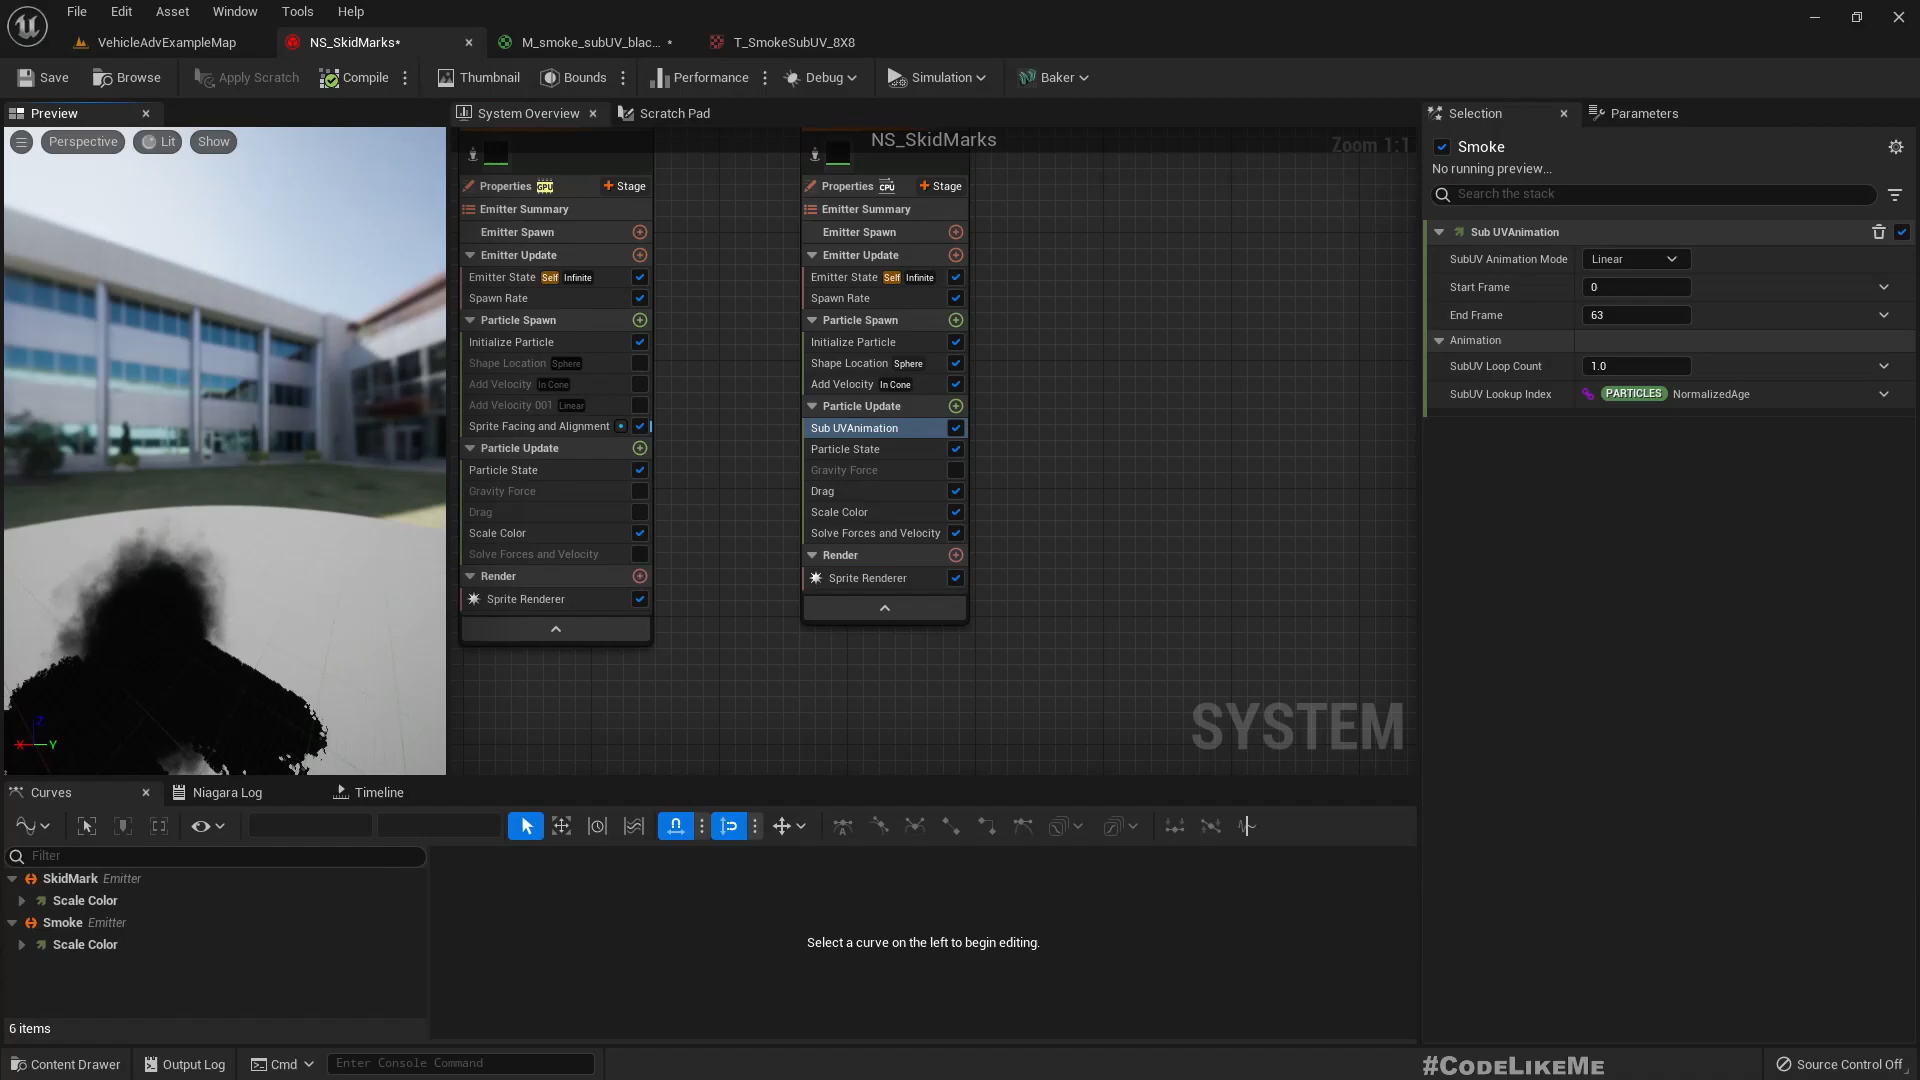 File Edit Asset Window Tools Help
VehicleAdvExampleMap NS_SkidMarks* M_smoke_subUV_blac... * T_SmokeSubUV_8X8
Save Browse Apply Scratch Compile Thumbnail Bounds Performance Debug Simulation Baker
Preview System Overview Scratch Pad Selection Parameters
Perspective Lit Show
NS_SkidMarks
Zoom 1:1
Properties GPU Stage
Emitter Summary
Emitter Spawn
Emitter Update
Emitter State Self Infinite
Spawn Rate
Particle Spawn
Initialize Particle
Shape Location Sphere
Add Velocity In Cone
Add Velocity 001 Linear
Sprite Facing and Alignment
Particle Update
Particle State
Gravity Force
Drag
Scale Color
Solve Forces and Velocity
Render
Sprite Renderer
Properties CPU Stage
Emitter Summary
Emitter Spawn
Emitter Update
Emitter State Self Infinite
Spawn Rate
Particle Spawn
Initialize Particle
Shape Location Sphere
Add Velocity In Cone
Particle Update
Sub UVAnimation
Particle State
Gravity Force
Drag
Scale Color
Solve Forces and Velocity
Render
Sprite Renderer
SYSTEM
Smoke
No running preview...
Search the stack
Sub UVAnimation
SubUV Animation Mode Linear
Start Frame 0
End Frame 63
Animation
SubUV Loop Count 1.0
SubUV Lookup Index PARTICLES NormalizedAge
X Y Z
Curves Niagara Log Timeline
Filter
SkidMark Emitter
Scale Color
Smoke Emitter
Scale Color
6 items
Select a curve on the left to begin editing.
Content Drawer Output Log Cmd Enter Console Command
#CODELIKEME
Source Control Off